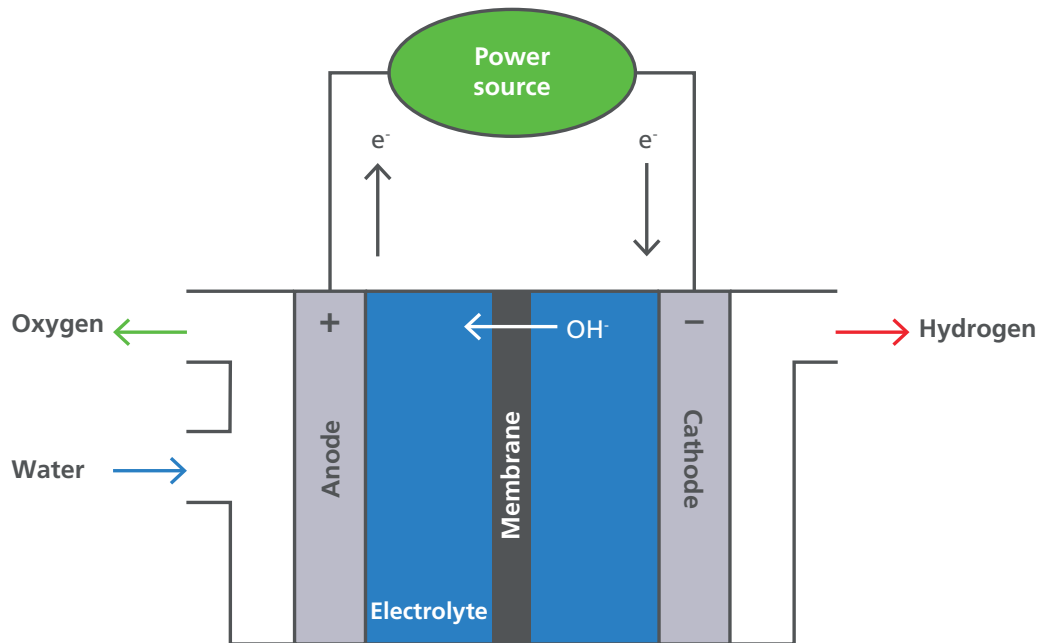 Power
source
e⁻
e⁻
Oxygen
+
OH⁻
−
Hydrogen
Water
Anode
Membrane
Cathode
Electrolyte